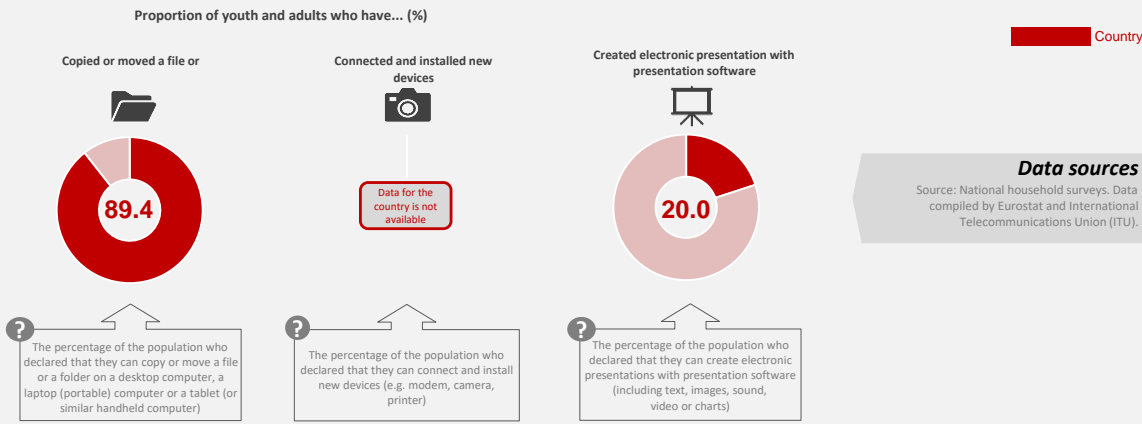 Proportion of youth and adults who have... (%)
Country
Copied or moved a file or
Connected and installed new
devices
Created electronic presentation with
presentation software
89.4
Data for the
country is not
available
20.0
Data sources
Source: National household surveys. Data
compiled by Eurostat and International
Telecommunications Union (ITU).
?
The percentage of the population who
declared that they can copy or move a file
or a folder on a desktop computer, a
laptop (portable) computer or a tablet (or
similar handheld computer)
?
The percentage of the population who
declared that they can connect and install
new devices (e.g. modem, camera,
printer)
?
The percentage of the population who
declared that they can create electronic
presentations with presentation software
(including text, images, sound,
video or charts)